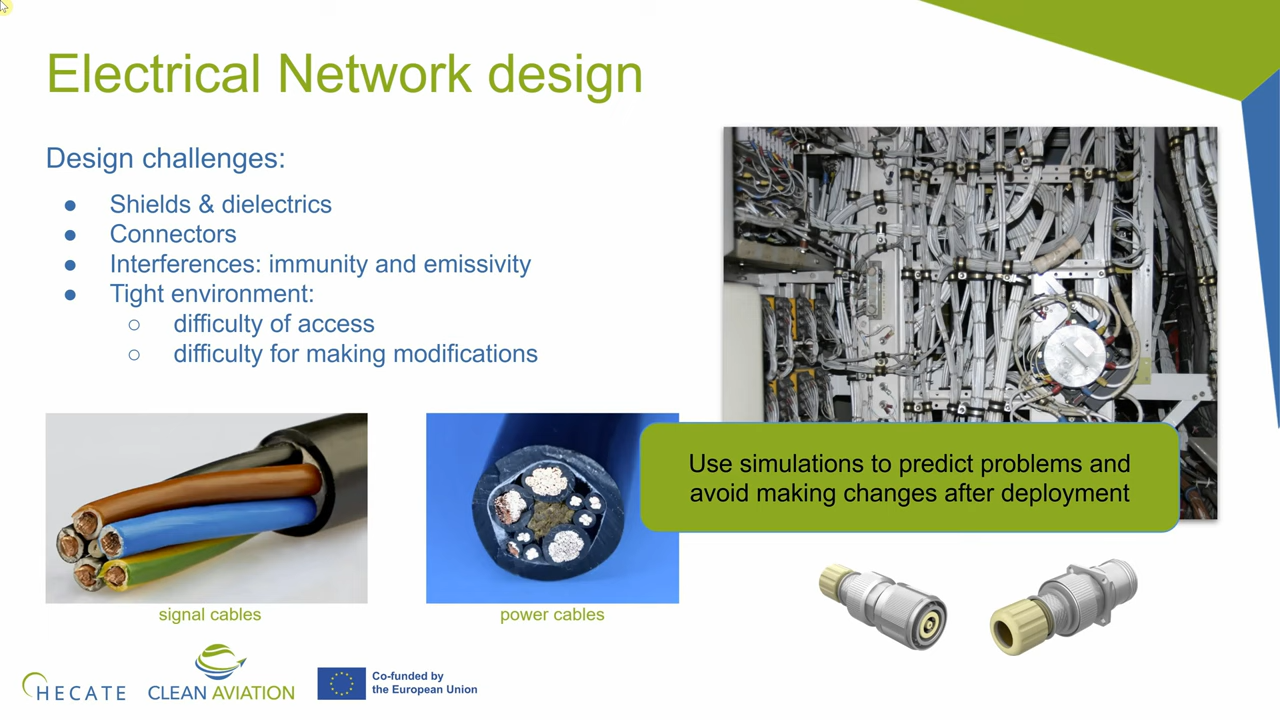 Electrical Network design
Design challenges:
● Shields & dielectrics
● Connectors
● Interferences: immunity and emissivity
● Tight environment:
○ difficulty of access
○ difficulty for making modifications
Use simulations to predict problems and
avoid making changes after deployment
signal cables
power cables
HECATE
CLEAN AVIATION
Co-funded by
the European Union